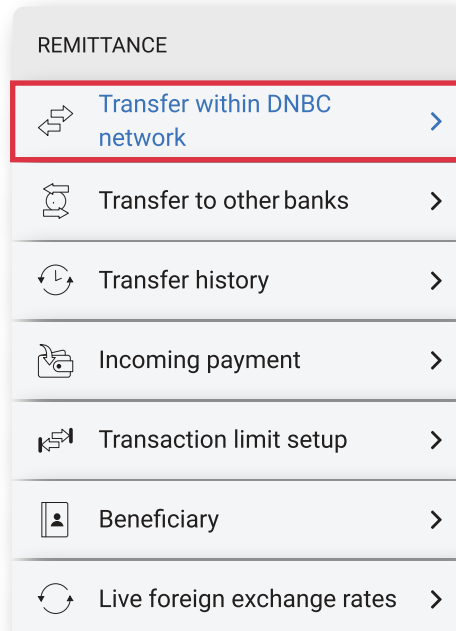 REMITTANCE
Transfer within DNBC
network
Transfer to other banks
Transfer history
Incoming payment
Transaction limit setup
Beneficiary
Live foreign exchange rates